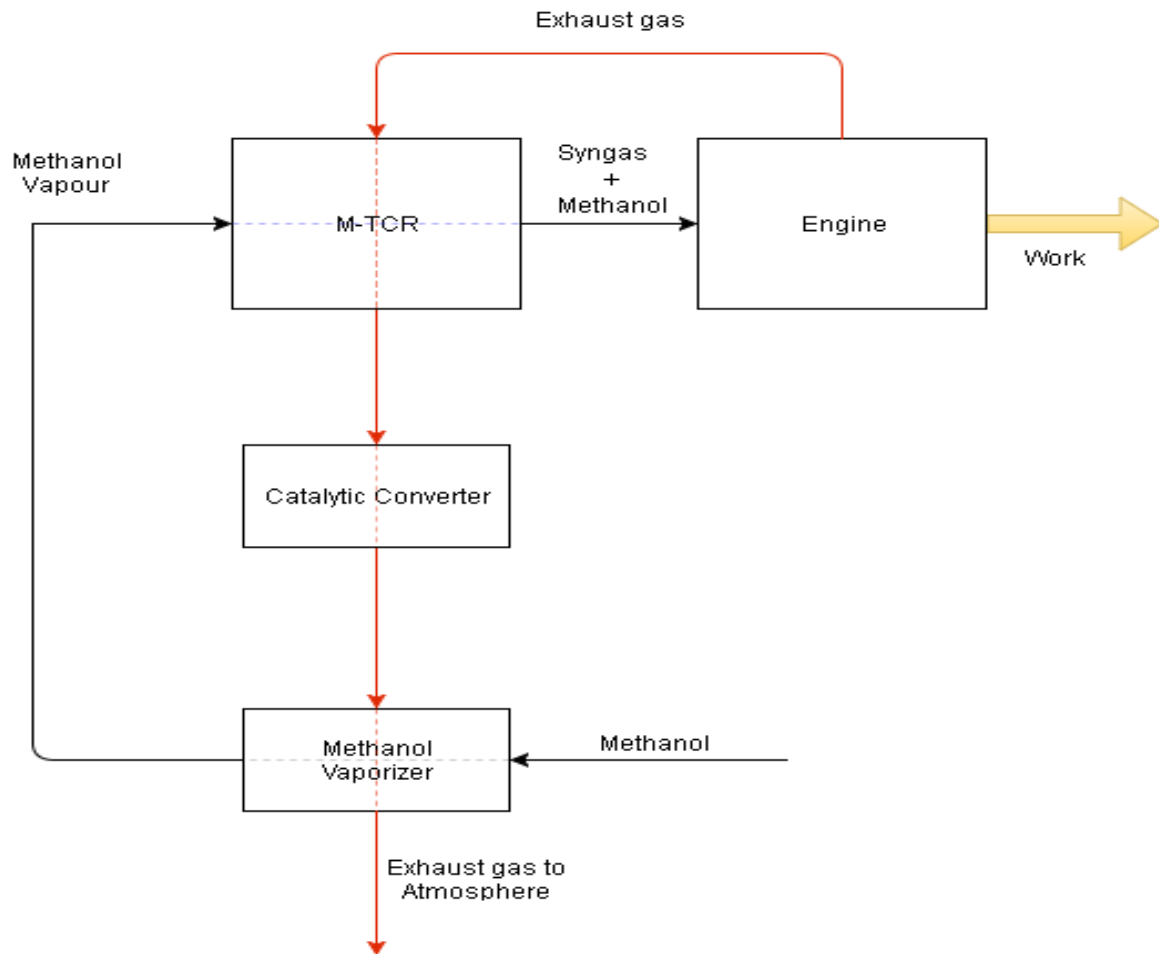 Exhaust gas
Methanol
Vapour
Syngas
+
Methanol
M-TCR
Engine
Work
Catalytic Converter
Methanol
Vaporizer
Methanol
Exhaust gas to
Atmosphere